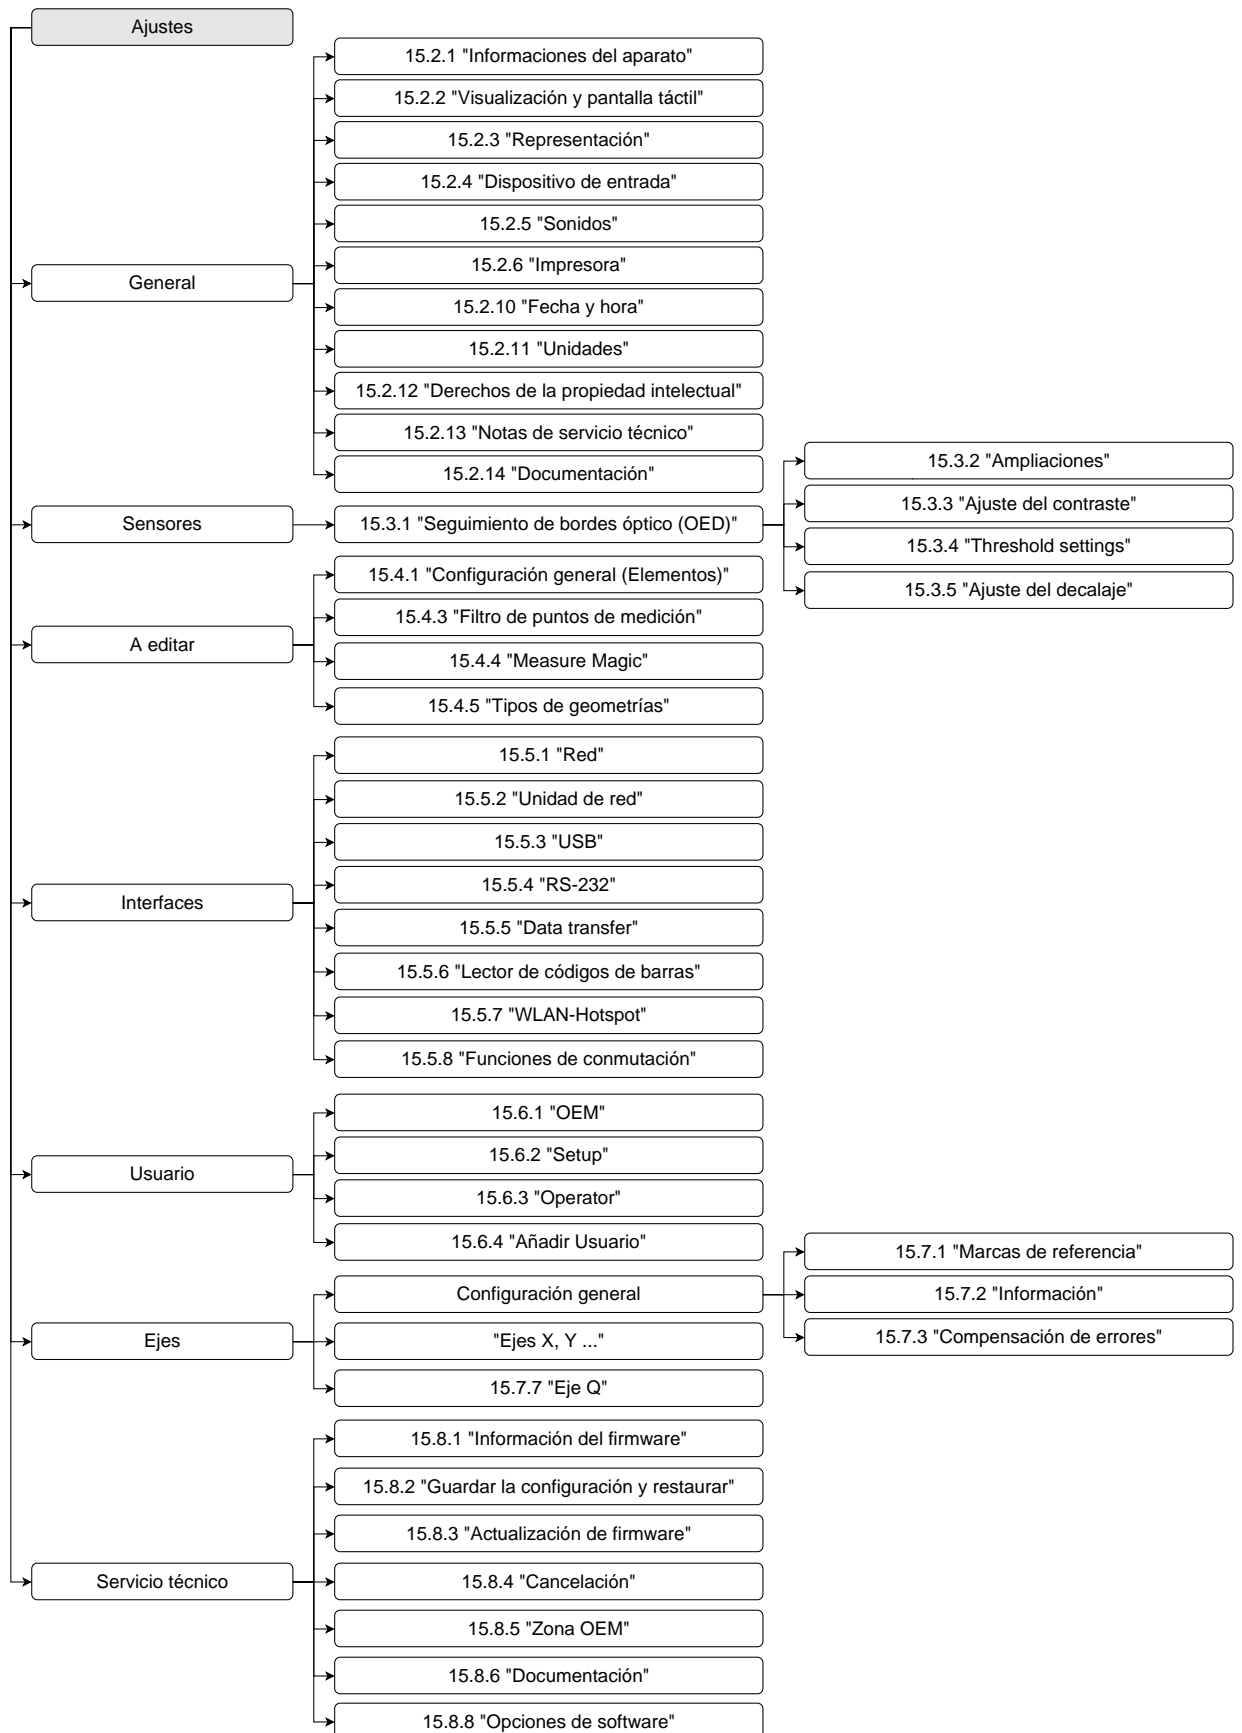 Ajustes
General
15.2.1 "Informaciones del aparato"
15.2.2 "Visualización y pantalla táctil"
15.2.3 "Representación"
15.2.4 "Dispositivo de entrada"
15.2.5 "Sonidos"
15.2.6 "Impresora"
15.2.10 "Fecha y hora"
15.2.11 "Unidades"
15.2.12 "Derechos de la propiedad intelectual"
15.2.13 "Notas de servicio técnico"
15.2.14 "Documentación"
Sensores
15.3.1 "Seguimiento de bordes óptico (OED)"
15.3.2 "Ampliaciones"
15.3.3 "Ajuste del contraste"
15.3.4 "Threshold settings"
15.3.5 "Ajuste del decalaje"
A editar
15.4.1 "Configuración general (Elementos)"
15.4.3 "Filtro de puntos de medición"
15.4.4 "Measure Magic"
15.4.5 "Tipos de geometrías"
Interfaces
15.5.1 "Red"
15.5.2 "Unidad de red"
15.5.3 "USB"
15.5.4 "RS-232"
15.5.5 "Data transfer"
15.5.6 "Lector de códigos de barras"
15.5.7 "WLAN-Hotspot"
15.5.8 "Funciones de conmutación"
Usuario
15.6.1 "OEM"
15.6.2 "Setup"
15.6.3 "Operator"
15.6.4 "Añadir Usuario"
Ejes
Configuración general
15.7.1 "Marcas de referencia"
15.7.2 "Información"
15.7.3 "Compensación de errores"
"Ejes X, Y ..."
15.7.7 "Eje Q"
Servicio técnico
15.8.1 "Información del firmware"
15.8.2 "Guardar la configuración y restaurar"
15.8.3 "Actualización de firmware"
15.8.4 "Cancelación"
15.8.5 "Zona OEM"
15.8.6 "Documentación"
15.8.8 "Opciones de software"